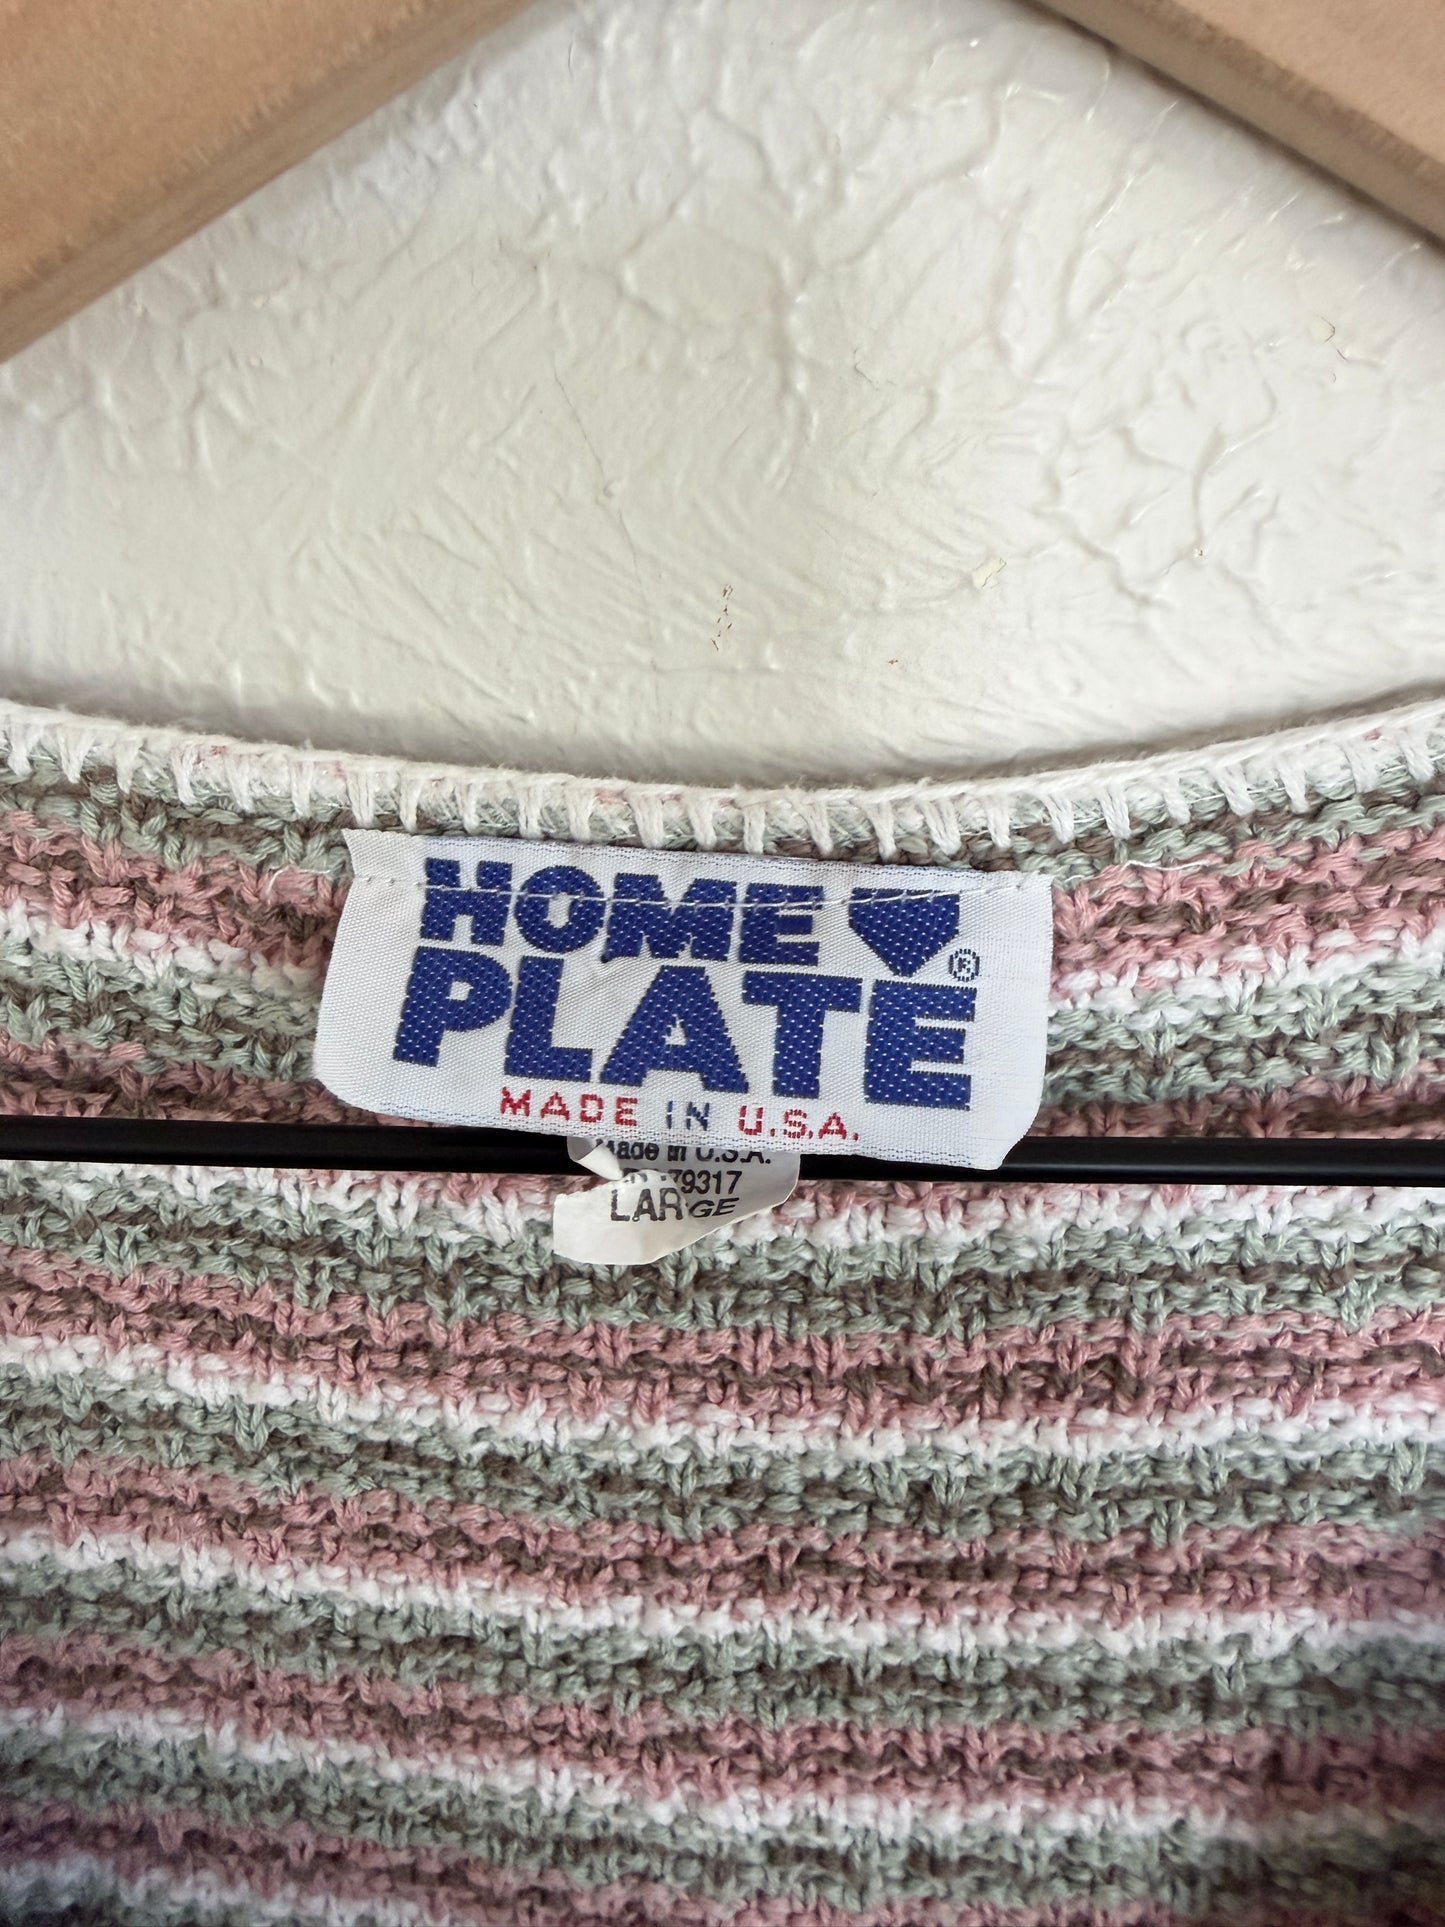 HOME
PLATE ®
MADE IN U.S.A.
Made in U.S.A.
79317
LARGE